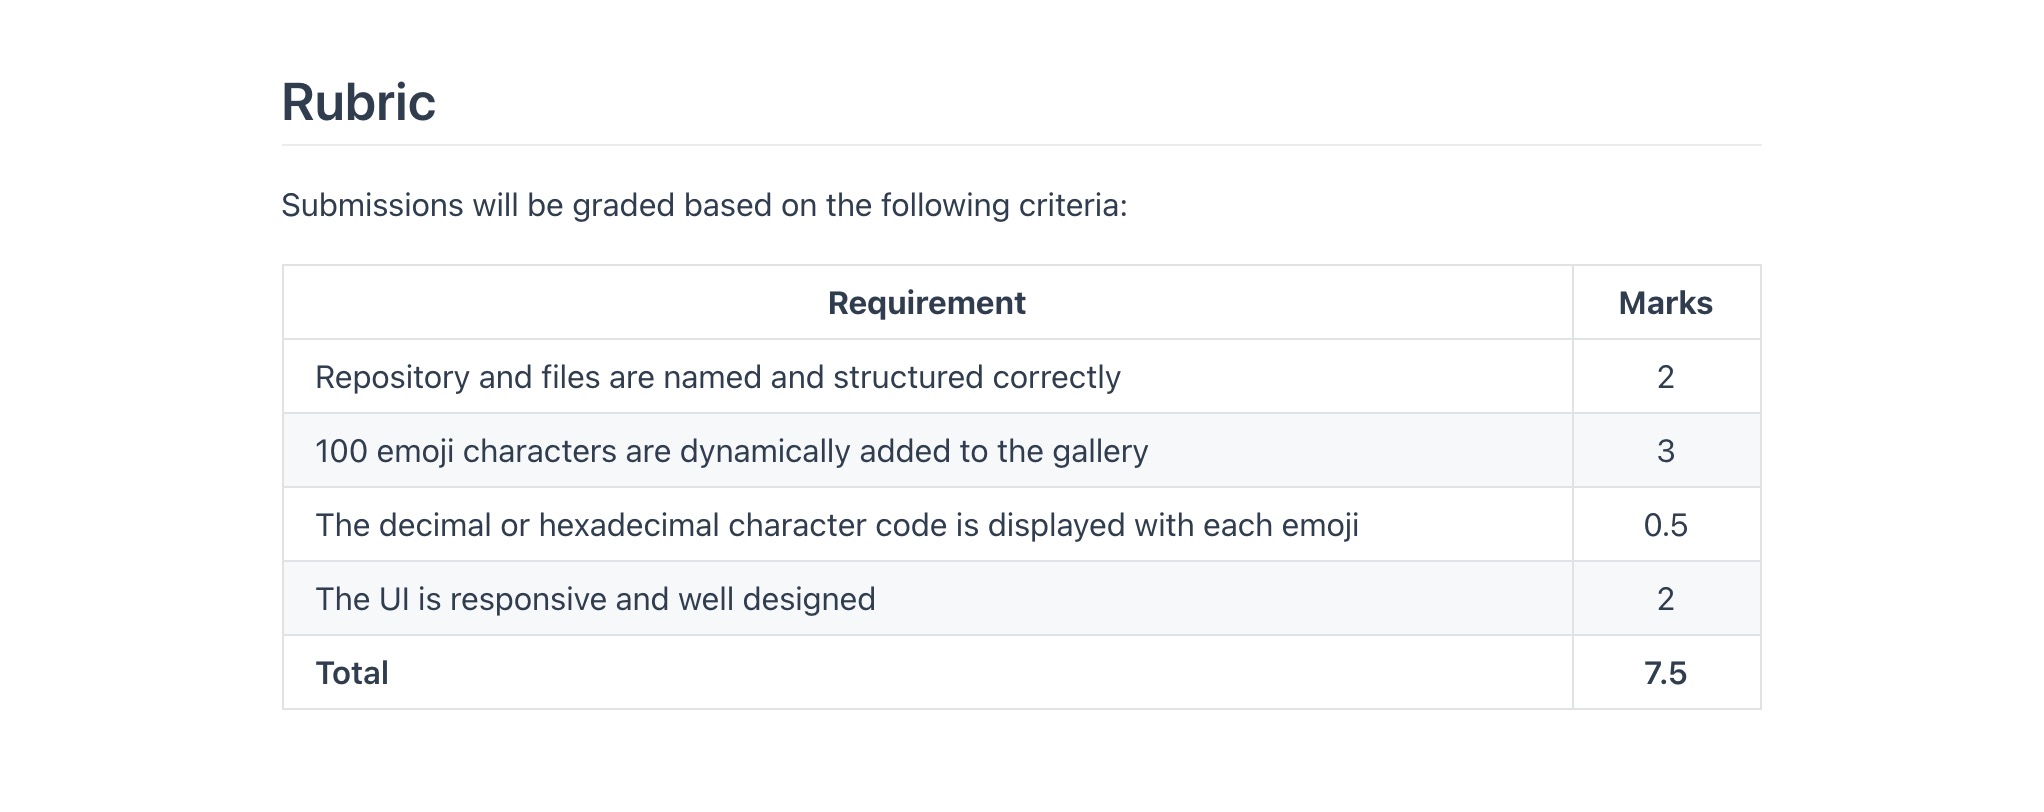 Rubric
Submissions will be graded based on the following criteria:
Requirement Marks
Repository and files are named and structured correctly 2
100 emoji characters are dynamically added to the gallery 3
The decimal or hexadecimal character code is displayed with each emoji 0.5
The UI is responsive and well designed 2
Total 7.5